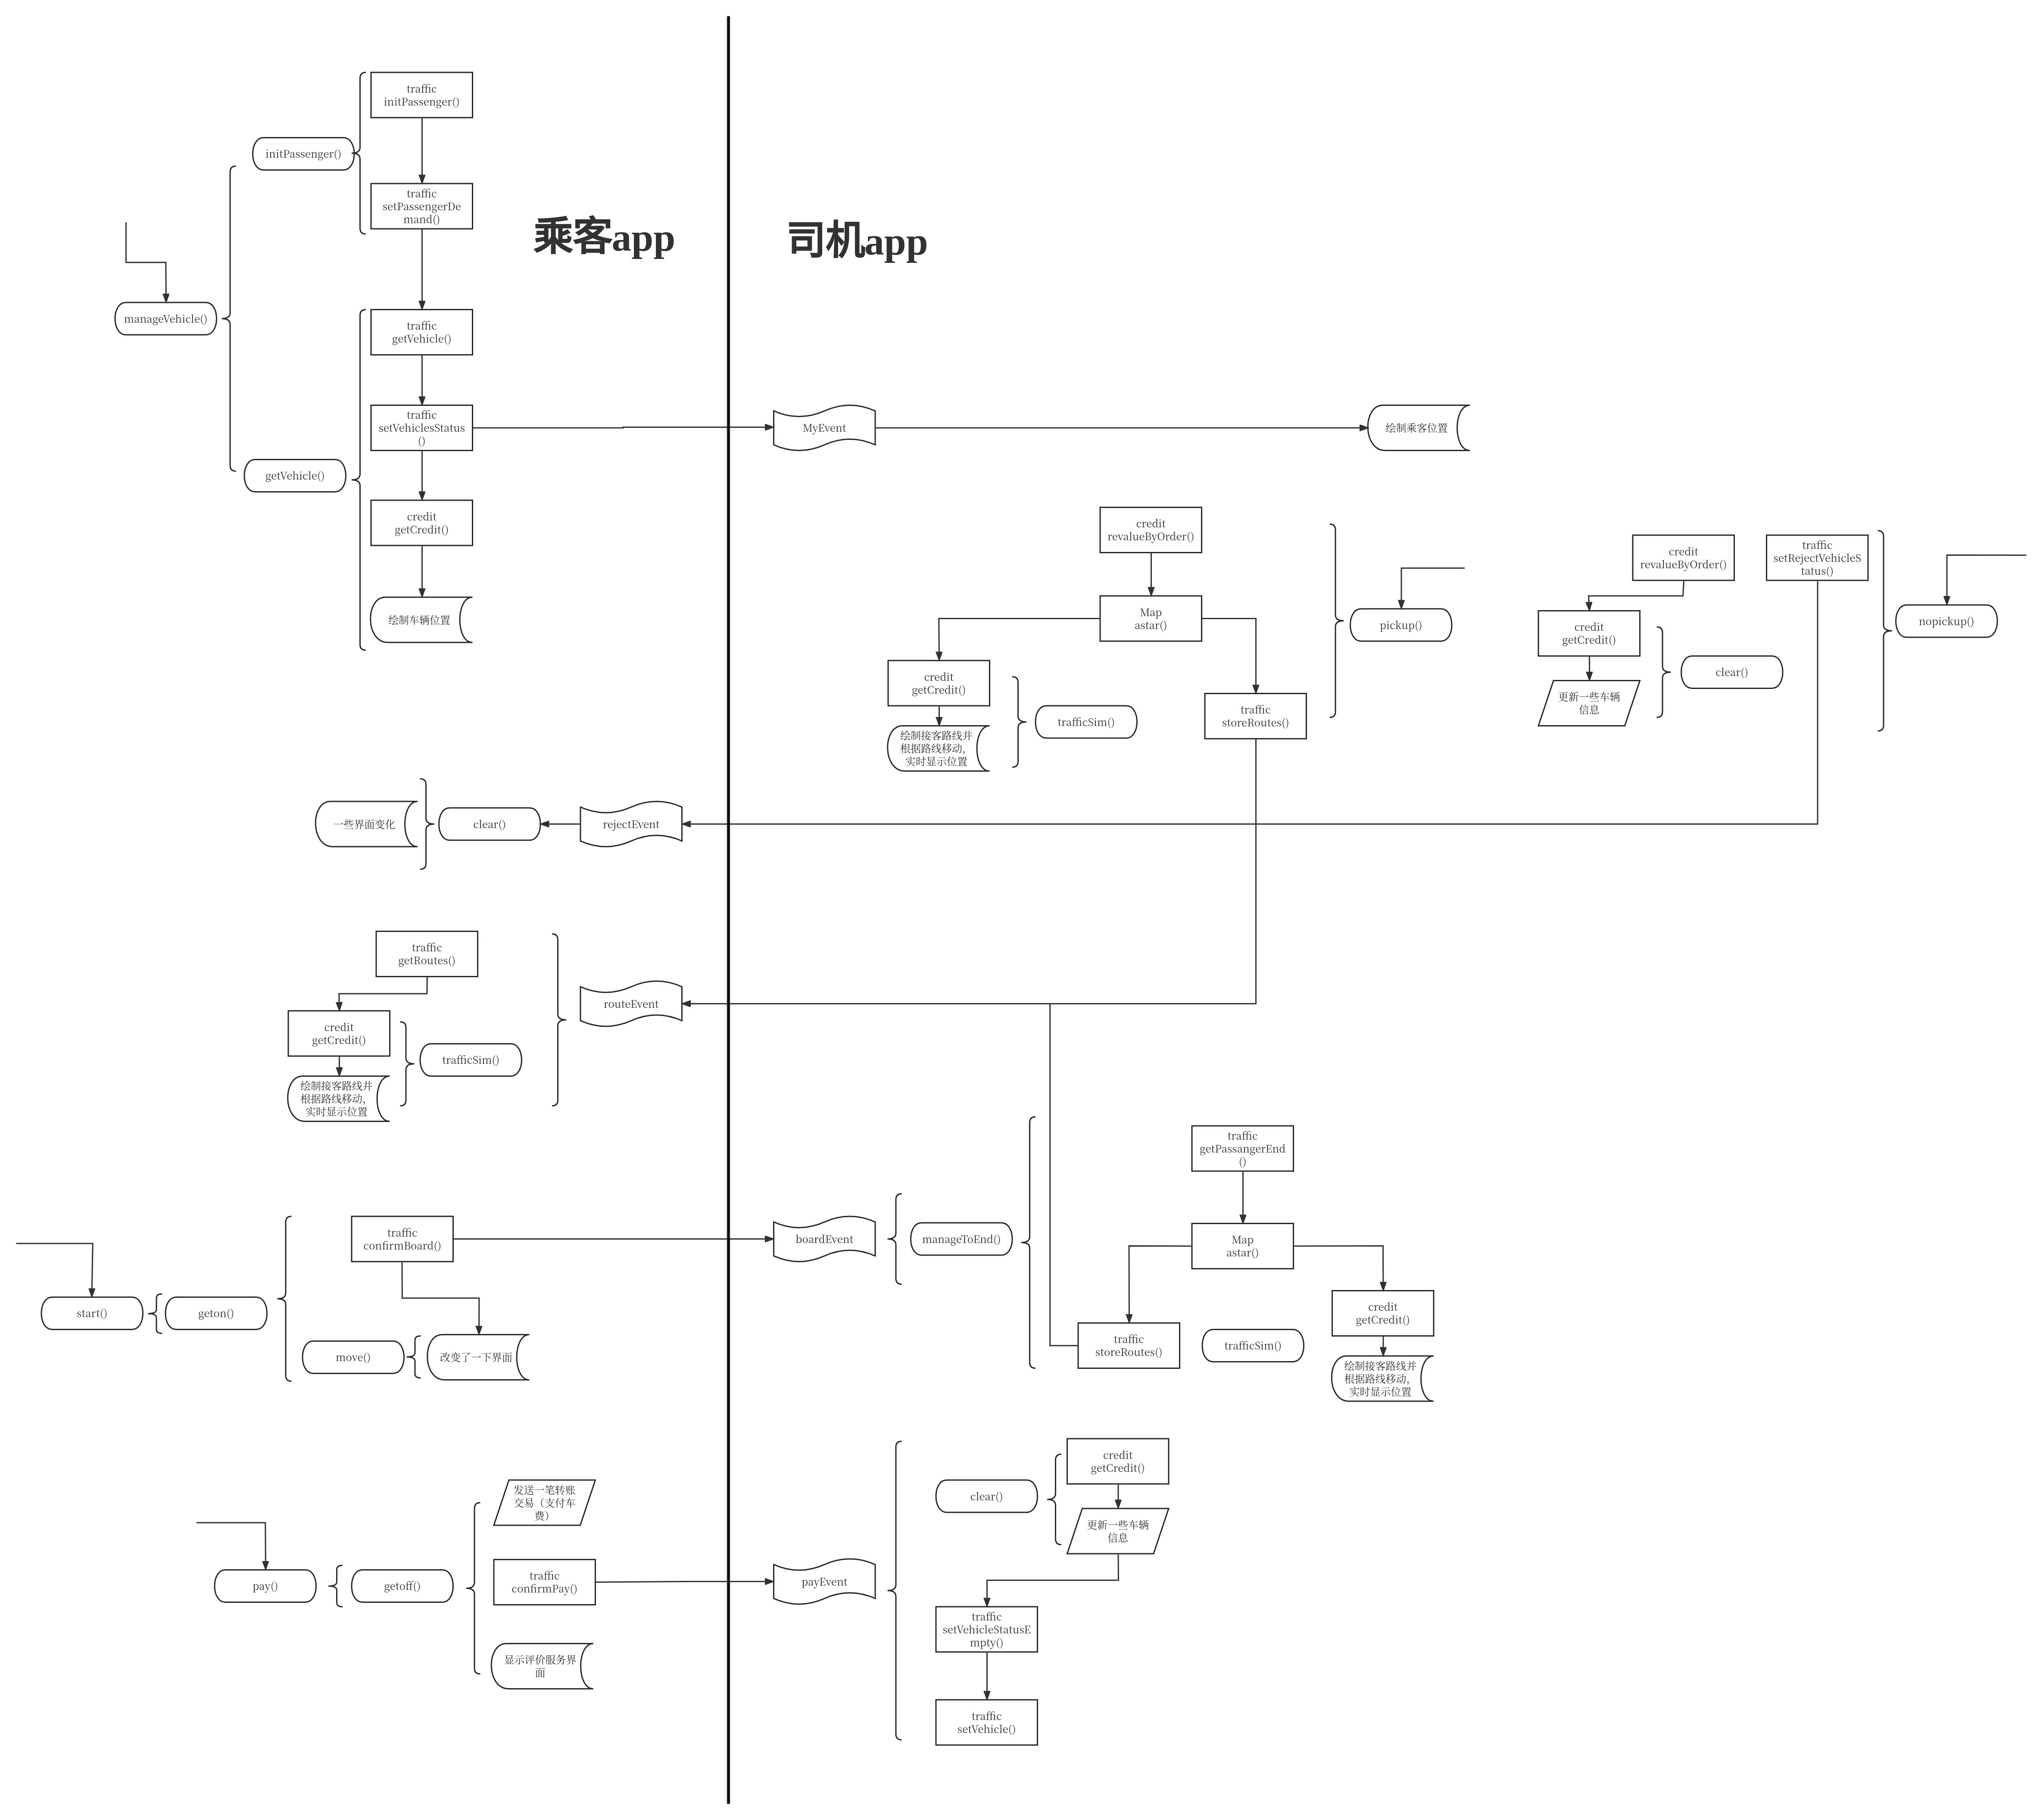 traffic
initPassenger()
initPassenger()
traffic
setPassengerDe
mand()
乘客app
司机app
manageVehicle()
traffic
getVehicle()
traffic
setVehiclesStatus
()
MyEvent
绘制乘客位置
getVehicle()
credit
getCredit()
绘制车辆位置
credit
revalueByOrder()
Map
astar()
pickup()
credit
getCredit()
traffic
storeRoutes()
trafficSim()
绘制接客路线并
根据路线移动，
实时显示位置
credit
revalueByOrder()
traffic
setRejectVehicleS
tatus()
nopickup()
credit
getCredit()
clear()
更新一些车辆
信息
一些界面变化
clear()
rejectEvent
traffic
getRoutes()
routeEvent
credit
getCredit()
trafficSim()
绘制接客路线并
根据路线移动，
实时显示位置
traffic
getPassangerEnd
()
traffic
confirmBoard()
boardEvent
manageToEnd()
Map
astar()
start()
geton()
move()
改变了一下界面
traffic
storeRoutes()
trafficSim()
credit
getCredit()
绘制接客路线并
根据路线移动，
实时显示位置
发送一笔转账
交易（支付车
费）
clear()
credit
getCredit()
更新一些车辆
信息
pay()
getoff()
traffic
confirmPay()
payEvent
traffic
setVehicleStatusE
mpty()
显示评价服务界
面
traffic
setVehicle()